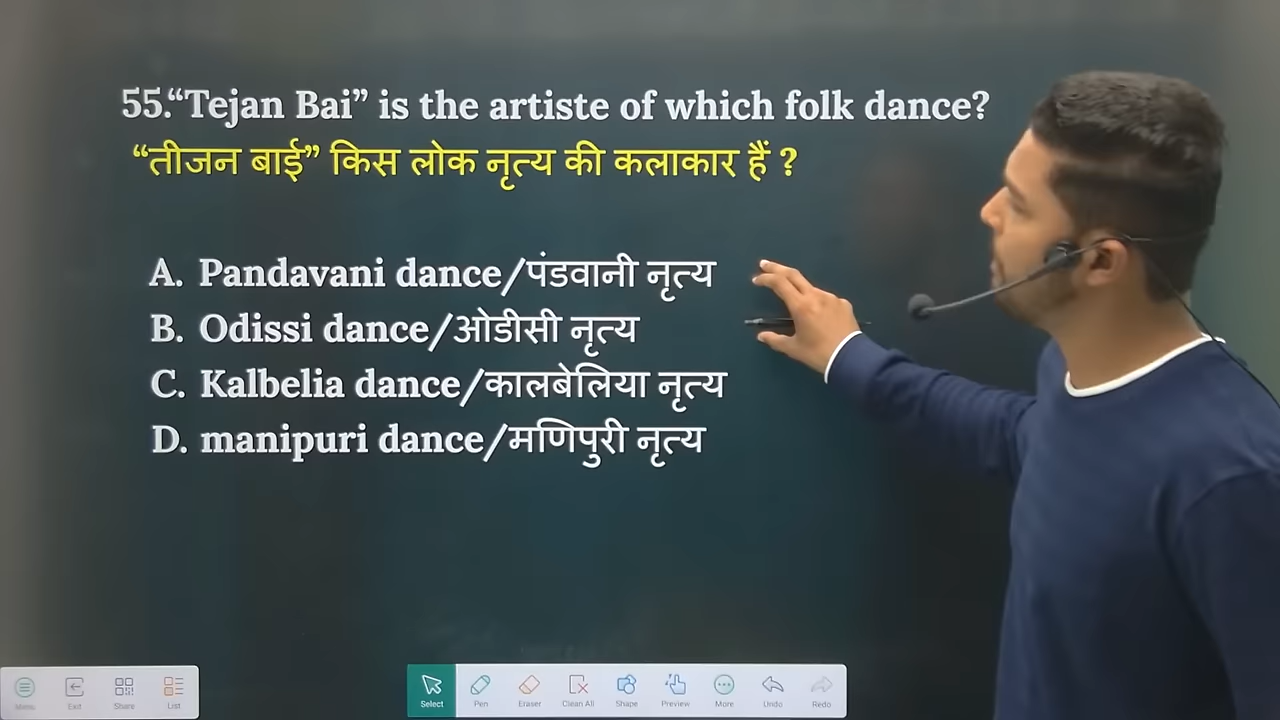 55.“Tejan Bai” is the artiste of which folk dance?
“तीजन बाई” किस लोक नृत्य की कलाकार हैं ?
A. Pandavani dance/पंडवानी नृत्य
B. Odissi dance/ओडीसी नृत्य
C. Kalbelia dance/कालबेलिया नृत्य
D. manipuri dance/मणिपुरी नृत्य
Menu Exit Share List Select Pen Eraser Clean All Shape Preview More Undo Redo